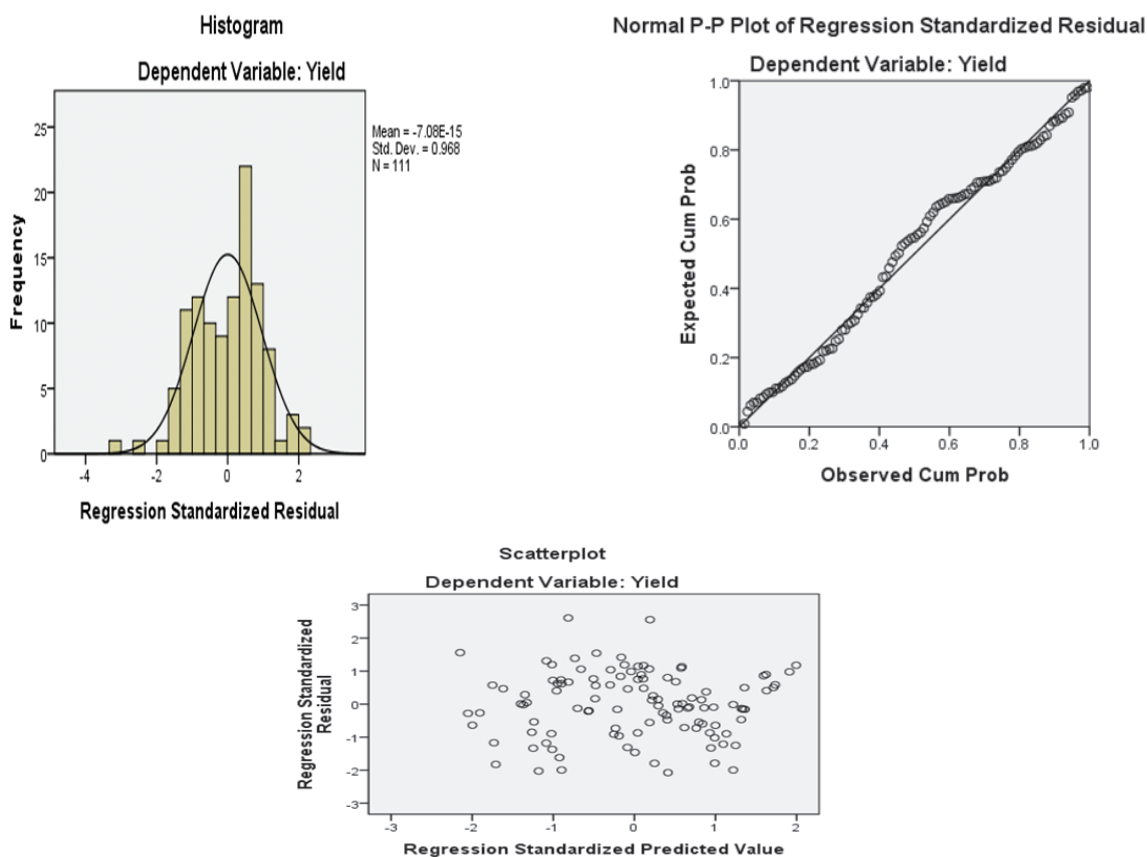 Histogram
Dependent Variable: Yield
Mean = -7.08E-15
Std. Dev. = 0.968
N = 111
25
20
15
10
5
0
Frequency
-4 -2 0 2
Regression Standardized Residual
Normal P-P Plot of Regression Standardized Residual
Dependent Variable: Yield
1.0
0.8
0.6
0.4
0.2
0.0
Expected Cum Prob
0.0 0.2 0.4 0.6 0.8 1.0
Observed Cum Prob
Scatterplot
Dependent Variable: Yield
3
2
1
0
-1
-2
-3
Regression Standardized
Residual
-3 -2 -1 0 1 2
Regression Standardized Predicted Value